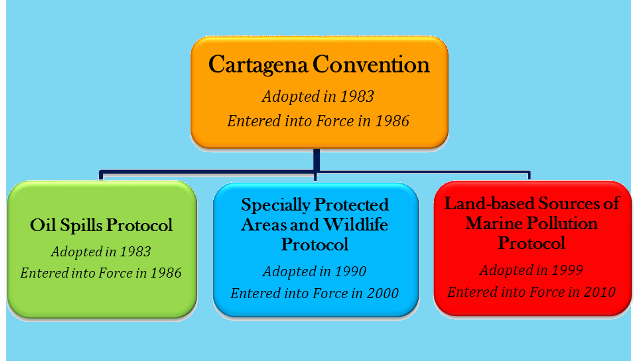 Cartagena Convention
Adopted in 1983
Entered into Force in 1986
Oil Spills Protocol
Adopted in 1983
Entered into Force in 1986
Specially Protected
Areas and Wildlife
Protocol
Adopted in 1990
Entered into Force in 2000
Land-based Sources of
Marine Pollution
Protocol
Adopted in 1999
Entered into Force in 2010